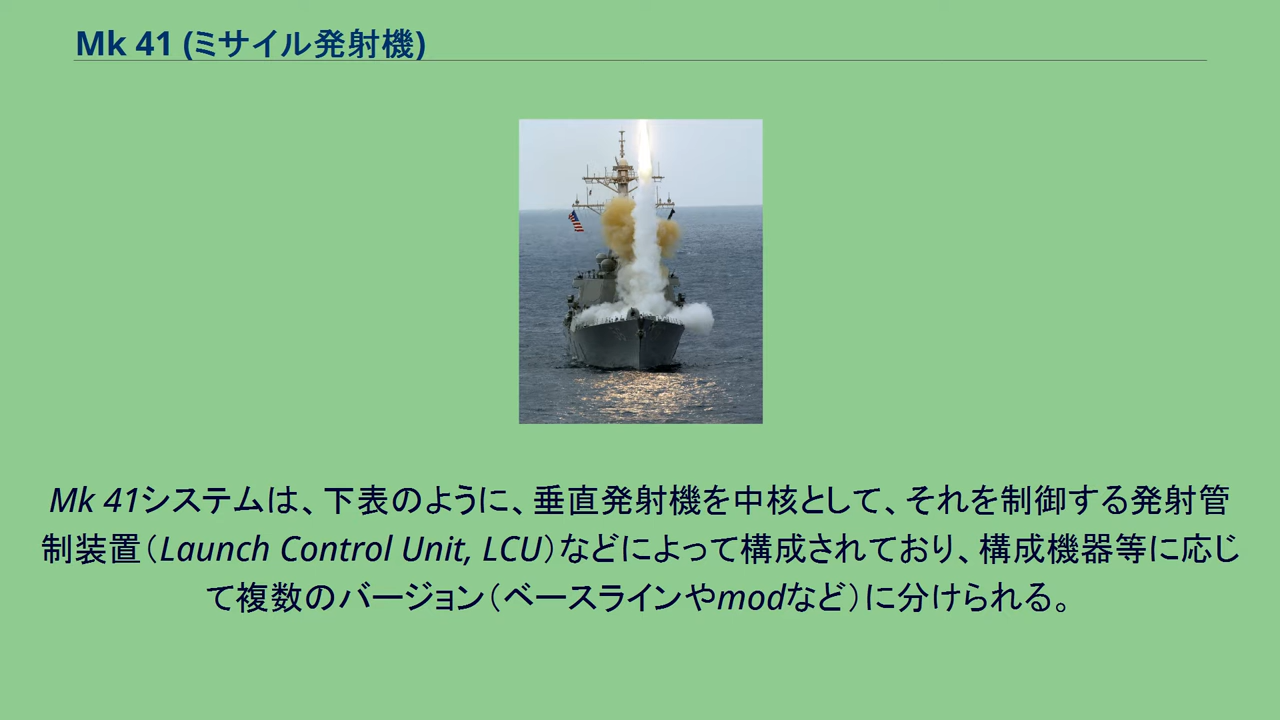 Mk 41 (ミサイル発射機)
Mk 41システムは、下表のように、垂直発射機を中核として、それを制御する発射管
制装置（Launch Control Unit, LCU）などによって構成されており、構成機器等に応じ
て複数のバージョン（ベースラインやmodなど）に分けられる。